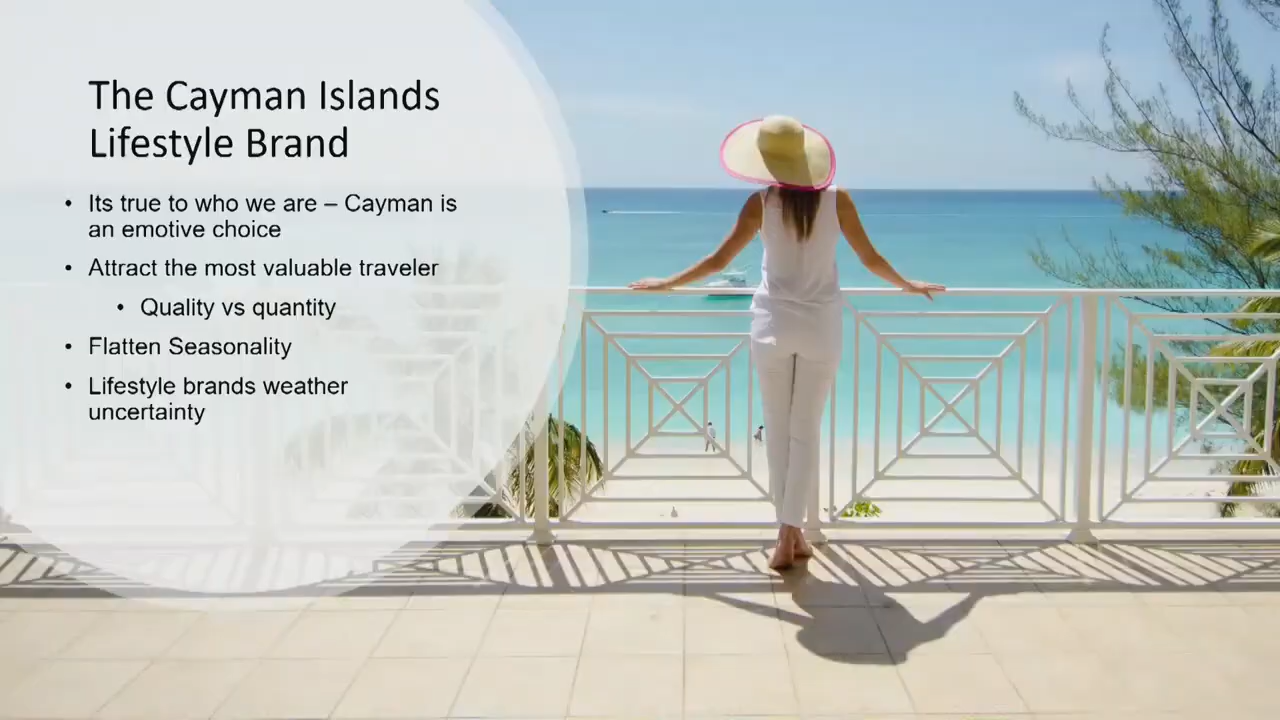 The Cayman Islands
Lifestyle Brand
• Its true to who we are – Cayman is
an emotive choice
• Attract the most valuable traveler
• Quality vs quantity
• Flatten Seasonality
• Lifestyle brands weather
uncertainty